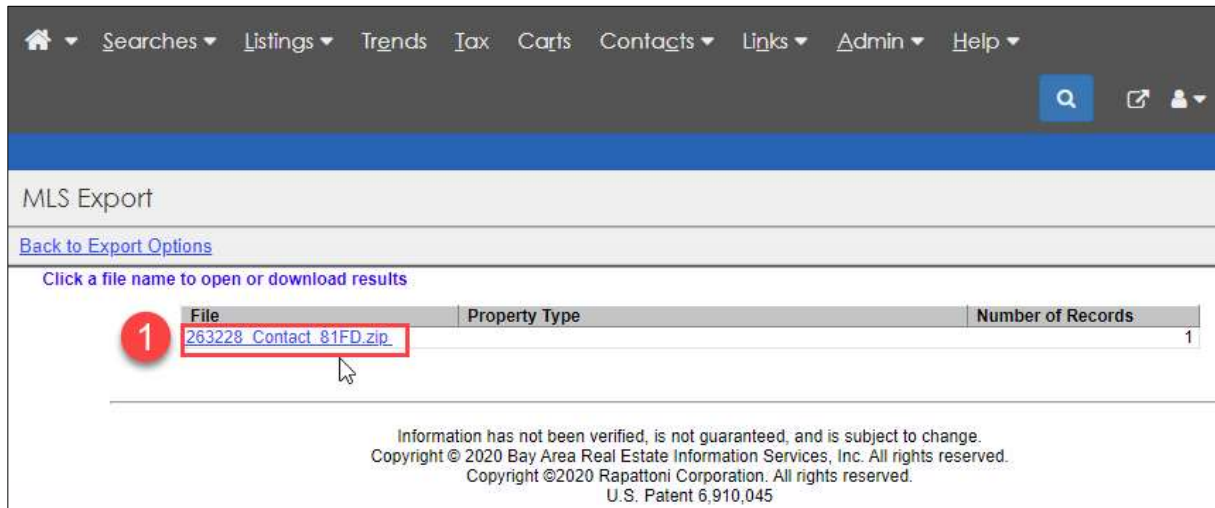 Searches Listings Trends Tax Carts Contacts Links Admin Help
MLS Export
Back to Export Options
Click a file name to open or download results
File Property Type Number of Records
1 263228_Contact_81FD.zip 1
Information has not been verified, is not guaranteed, and is subject to change.
Copyright © 2020 Bay Area Real Estate Information Services, Inc. All rights reserved.
Copyright ©2020 Rapattoni Corporation. All rights reserved.
U.S. Patent 6,910,045